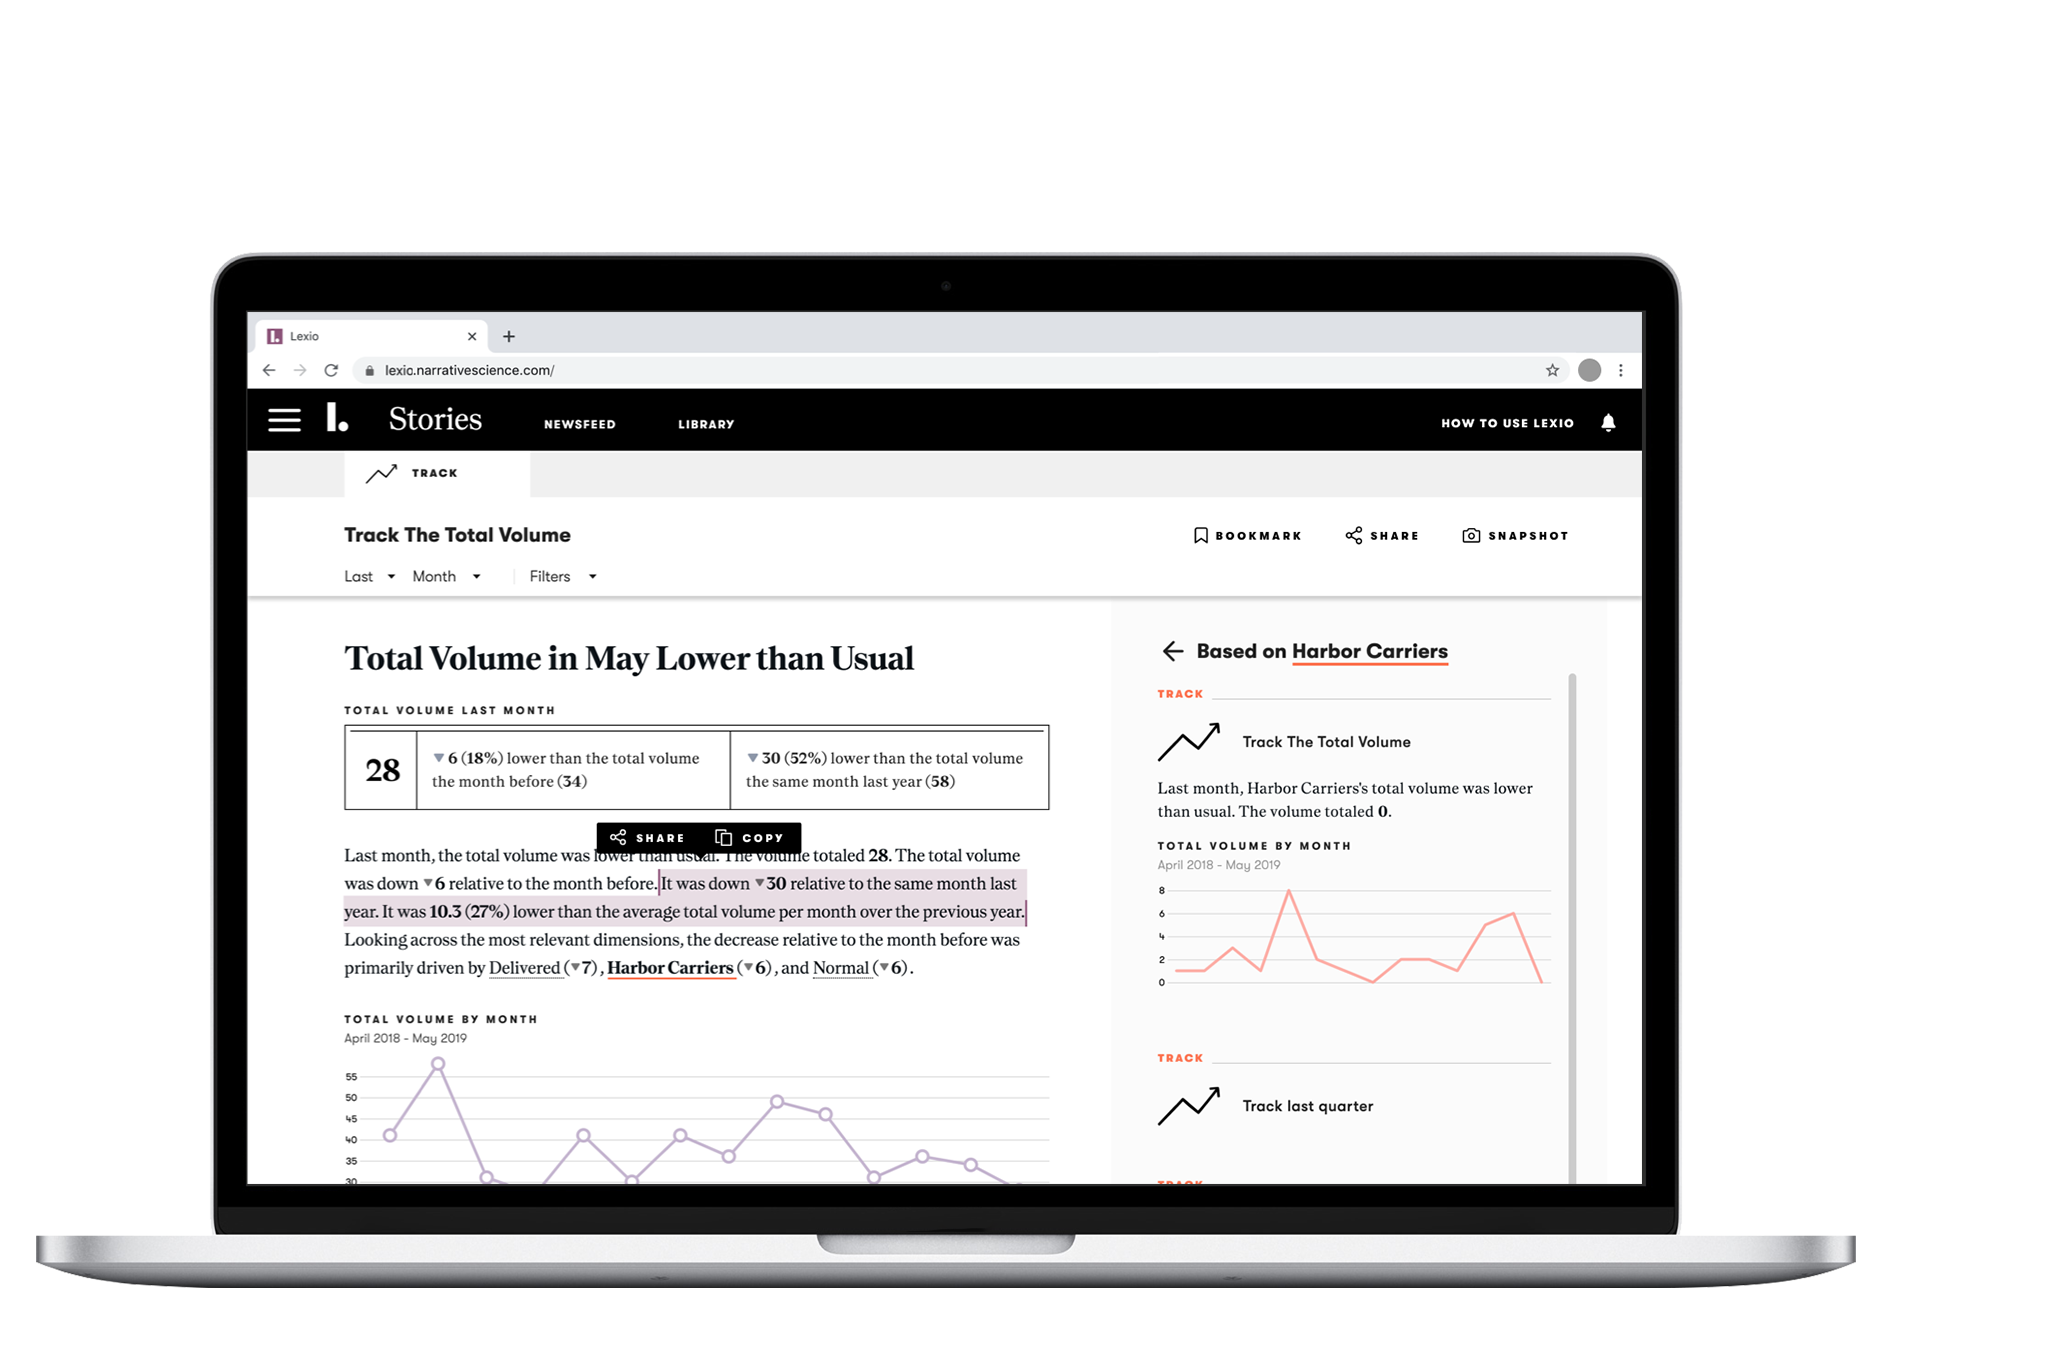 Lexio
lexio.narrativescience.com/
l. Stories NEWSFEED LIBRARY HOW TO USE LEXIO
TRACK
Track The Total Volume
BOOKMARK SHARE SNAPSHOT
Last Month Filters
Total Volume in May Lower than Usual
TOTAL VOLUME LAST MONTH
28
▼6 (18%) lower than the total volume
the month before (34)
▼30 (52%) lower than the total volume
the same month last year (58)
SHARE COPY
Last month, the total volume was lower than usual. The volume totaled 28. The total volume
was down ▼6 relative to the month before. It was down ▼30 relative to the same month last
year. It was 10.3 (27%) lower than the average total volume per month over the previous year.
Looking across the most relevant dimensions, the decrease relative to the month before was
primarily driven by Delivered (▼7), Harbor Carriers (▼6), and Normal (▼6).
TOTAL VOLUME BY MONTH
April 2018 - May 2019
55
50
45
40
35
30
Based on Harbor Carriers
TRACK
Track The Total Volume
Last month, Harbor Carriers's total volume was lower
than usual. The volume totaled 0.
TOTAL VOLUME BY MONTH
April 2018 - May 2019
8
6
4
2
0
TRACK
Track last quarter
TRACK